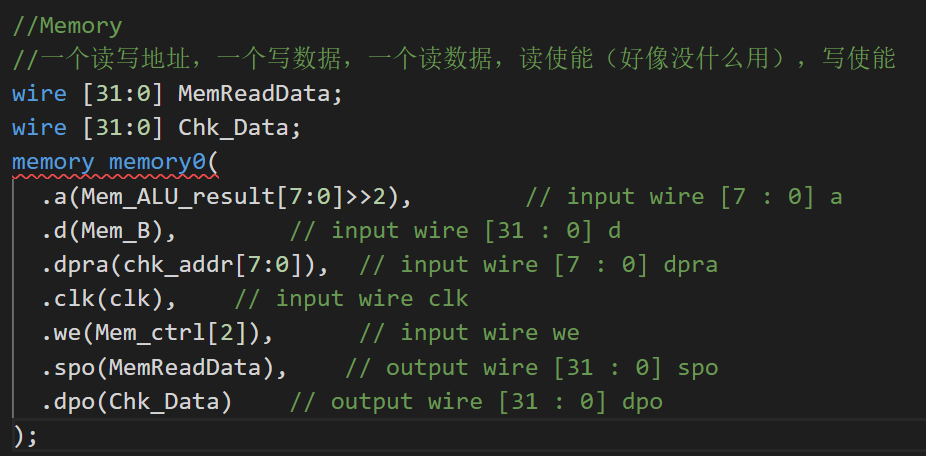 //Memory
//一个读写地址，一个写数据，一个读数据，读使能（好像没什么用），写使能
wire [31:0] MemReadData;
wire [31:0] Chk_Data;
memory memory0(
  .a(Mem_ALU_result[7:0]>>2),        // input wire [7 : 0] a
  .d(Mem_B),        // input wire [31 : 0] d
  .dpra(chk_addr[7:0]),  // input wire [7 : 0] dpra
  .clk(clk),    // input wire clk
  .we(Mem_ctrl[2]),      // input wire we
  .spo(MemReadData),    // output wire [31 : 0] spo
  .dpo(Chk_Data)    // output wire [31 : 0] dpo
);